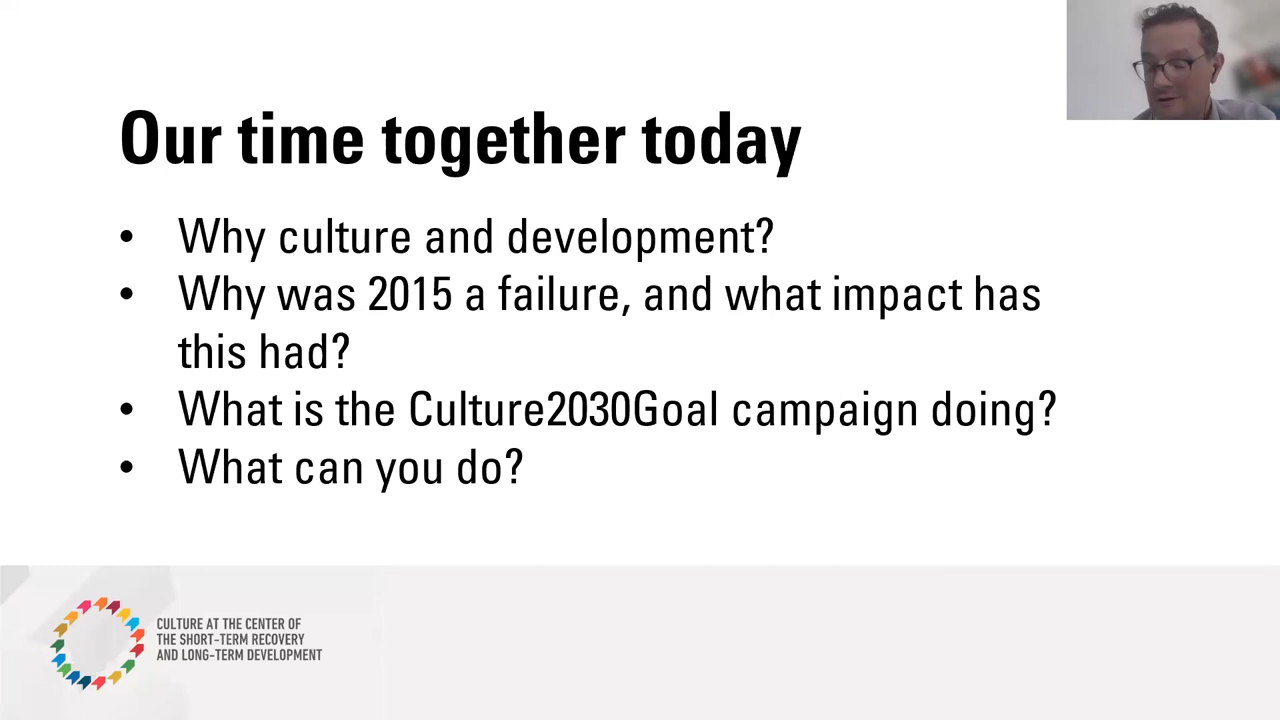 Our time together today
• Why culture and development?
• Why was 2015 a failure, and what impact has
this had?
• What is the Culture2030Goal campaign doing?
• What can you do?
CULTURE AT THE CENTER OF
THE SHORT-TERM RECOVERY
AND LONG-TERM DEVELOPMENT